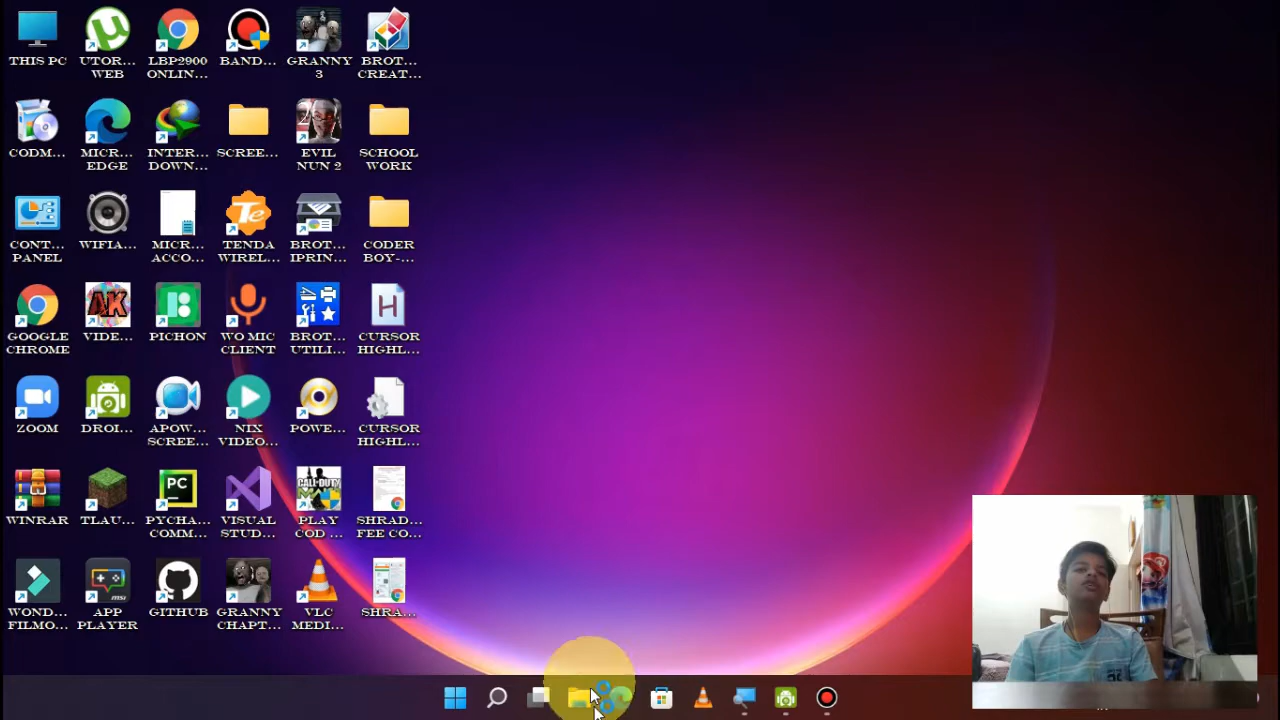 THIS PC
UTOR...
WEB
LBP2900
ONLIN...
BAND...
GRANNY
3
BROT...
CREAT...
CODM...
MICR...
EDGE
INTER...
DOWN...
SCREE...
EVIL
NUN 2
SCHOOL
WORK
CONT...
PANEL
WIFIA...
MICR...
ACCO...
TENDA
WIREL...
BROT...
IPRIN...
CODER
BOY-...
GOOGLE
CHROME
VIDE...
PICHON
WO MIC
CLIENT
BROT...
UTILI...
CURSOR
HIGHL...
ZOOM
DROI...
APOW...
SCREE...
NIX
VIDEO...
POWE...
CURSOR
HIGHL...
WINRAR
TLAU...
PYCHA...
COMM...
VISUAL
STUD...
PLAY
COD ...
SHRAD...
FEE CO...
WOND...
FILMO...
APP
PLAYER
GITHUB
GRANNY
CHAPT...
VLC
MEDI...
SHRA...